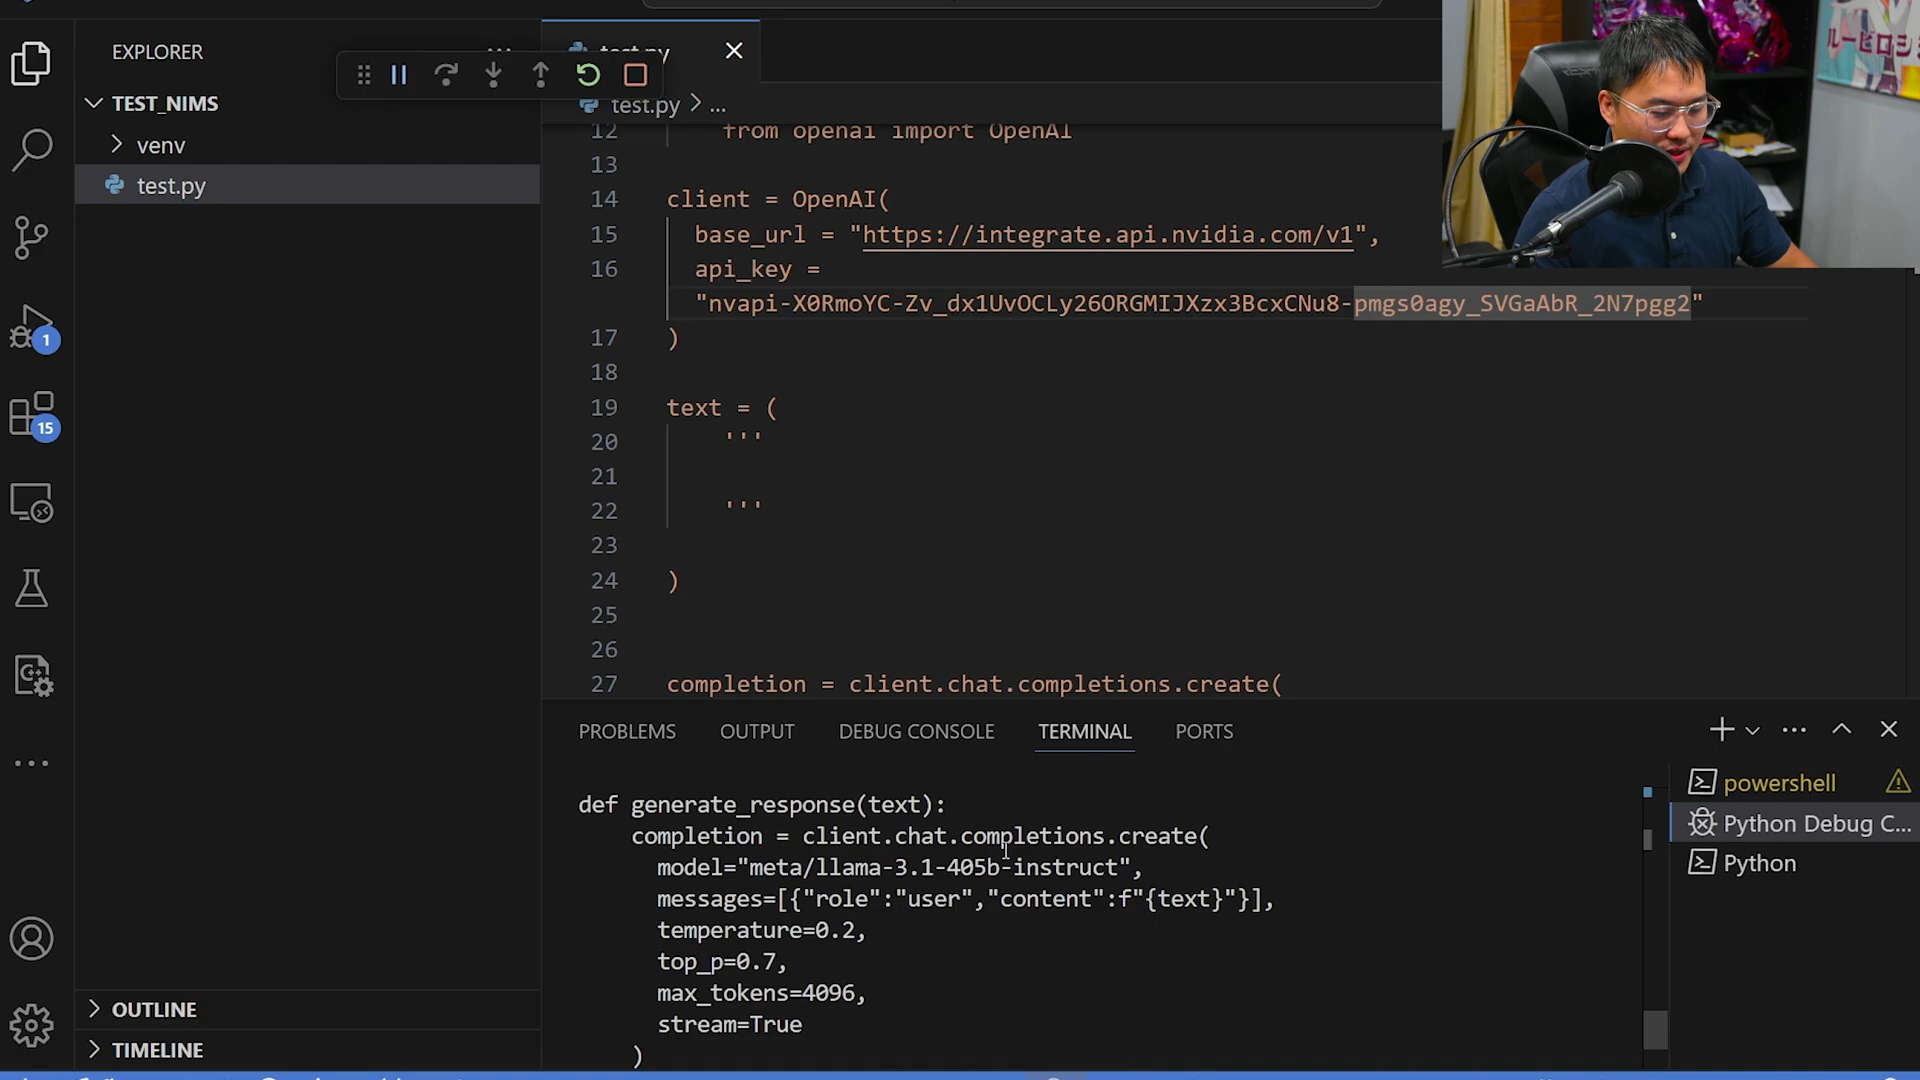 EXPLORER
TEST_NIMS
venv
test.py
OUTLINE
TIMELINE
1
15
test.py
test.py > ...
12 from openai import OpenAI
13
14 client = OpenAI(
15 base_url = "https://integrate.api.nvidia.com/v1",
16 api_key =
"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"
17 )
18
19 text = (
20 '''
21
22 '''
23
24 )
25
26
27 completion = client.chat.completions.create(
PROBLEMS OUTPUT DEBUG CONSOLE TERMINAL PORTS
def generate_response(text):
completion = client.chat.completions.create(
model="meta/llama-3.1-405b-instruct",
messages=[{"role":"user","content":f"{text}"}],
temperature=0.2,
top_p=0.7,
max_tokens=4096,
stream=True
)
powershell
Python Debug C...
Python